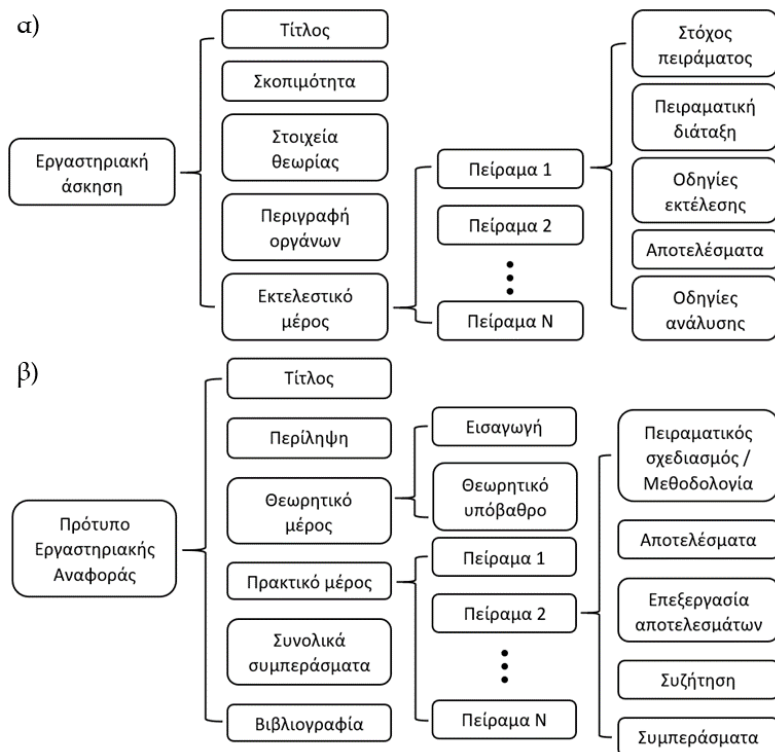 α)
Εργαστηριακή
άσκηση
Τίτλος
Σκοπιμότητα
Στοιχεία
θεωρίας
Περιγραφή
οργάνων
Εκτελεστικό
μέρος
Πείραμα 1
Πείραμα 2
Πείραμα Ν
Στόχος
πειράματος
Πειραματική
διάταξη
Οδηγίες
εκτέλεσης
Αποτελέσματα
Οδηγίες
ανάλυσης
β)
Πρότυπο
Εργαστηριακής
Αναφοράς
Τίτλος
Περίληψη
Θεωρητικό
μέρος
Πρακτικό μέρος
Συνολικά
συμπεράσματα
Βιβλιογραφία
Εισαγωγή
Θεωρητικό
υπόβαθρο
Πείραμα 1
Πείραμα 2
Πείραμα Ν
Πειραματικός
σχεδιασμός /
Μεθοδολογία
Αποτελέσματα
Επεξεργασία
αποτελεσμάτων
Συζήτηση
Συμπεράσματα